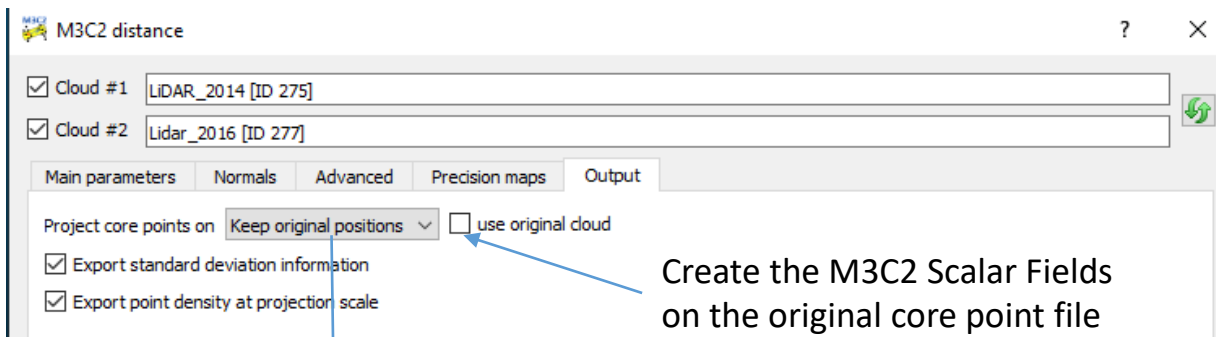 M3C2 distance ?
Cloud #1 LiDAR_2014 [ID 275]
Cloud #2 Lidar_2016 [ID 277]
Main parameters Normals Advanced Precision maps Output
Project core points on Keep original positions use original cloud
Export standard deviation information
Export point density at projection scale
Create the M3C2 Scalar Fields
on the original core point file